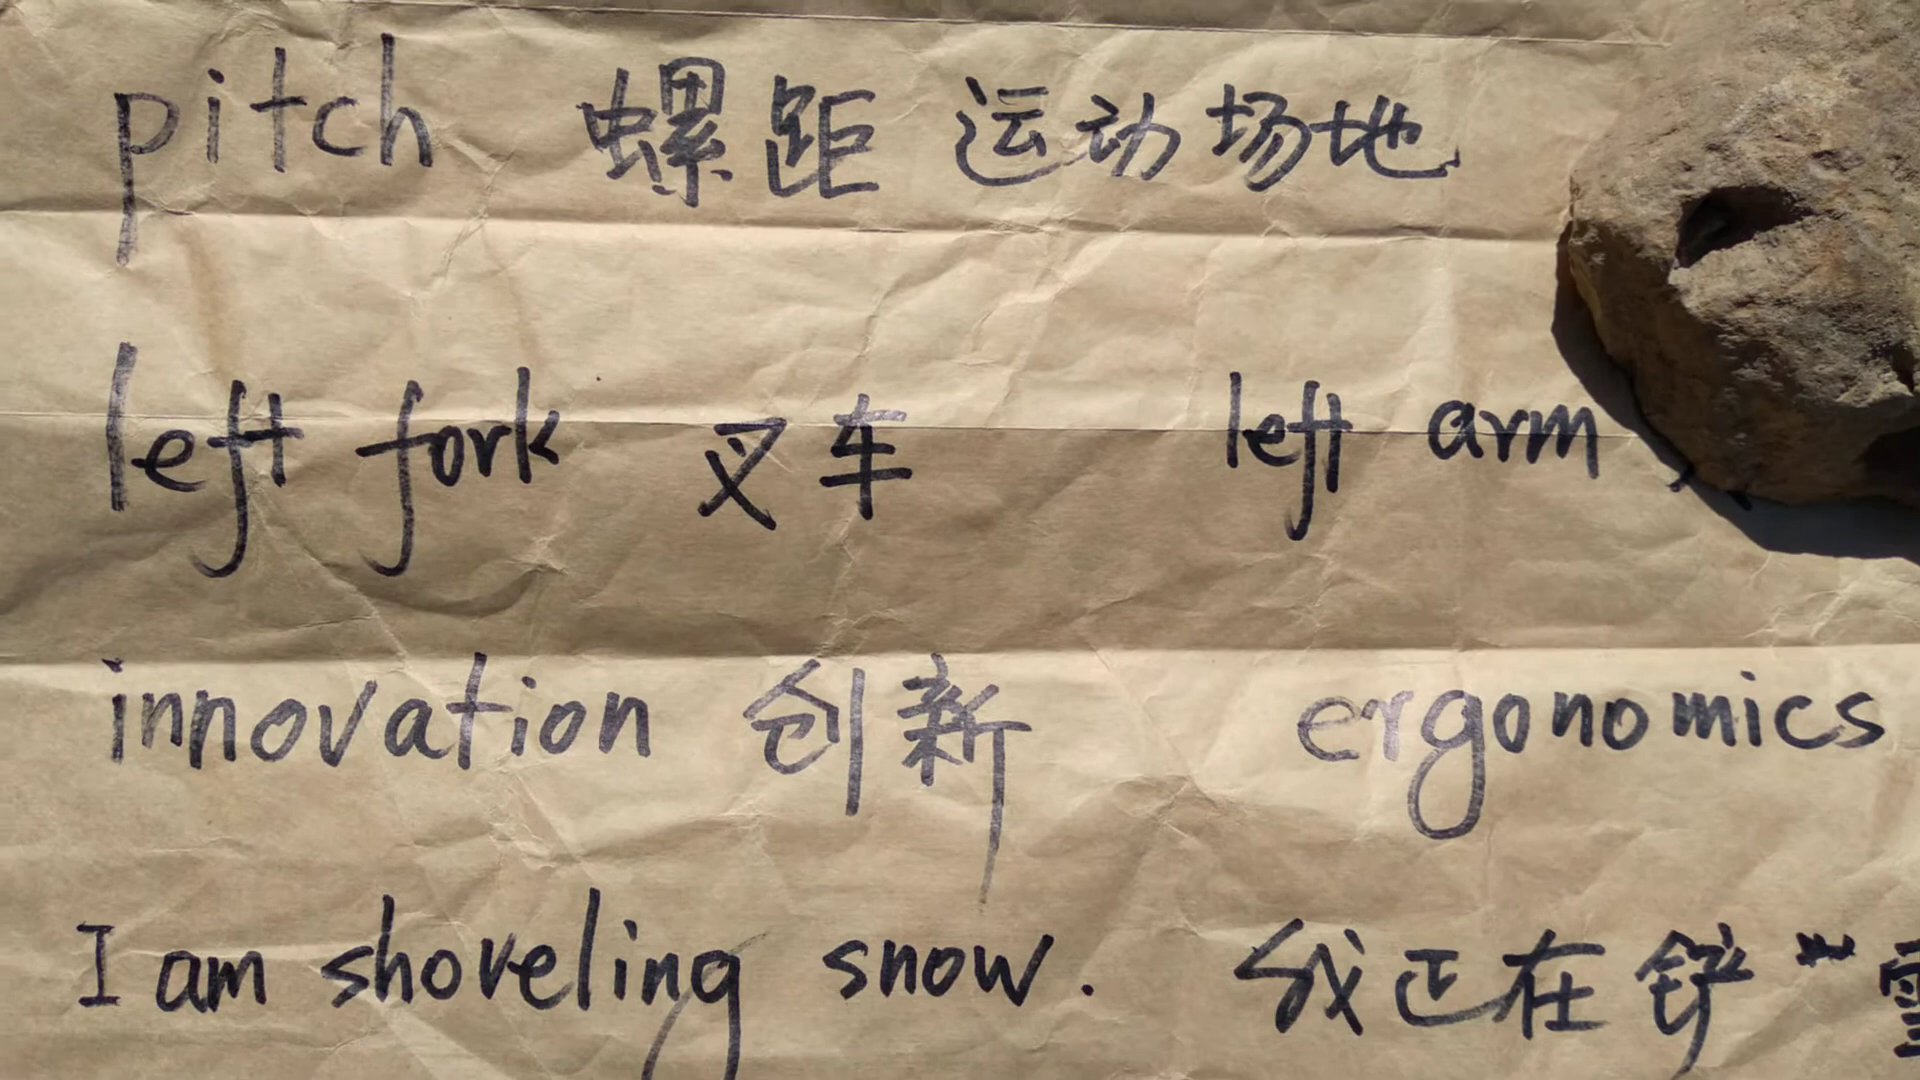 pitch 螺距 运动场地
left fork 叉车 left arm
innovation 创新 ergonomics
I am shoveling snow. 我正在铲